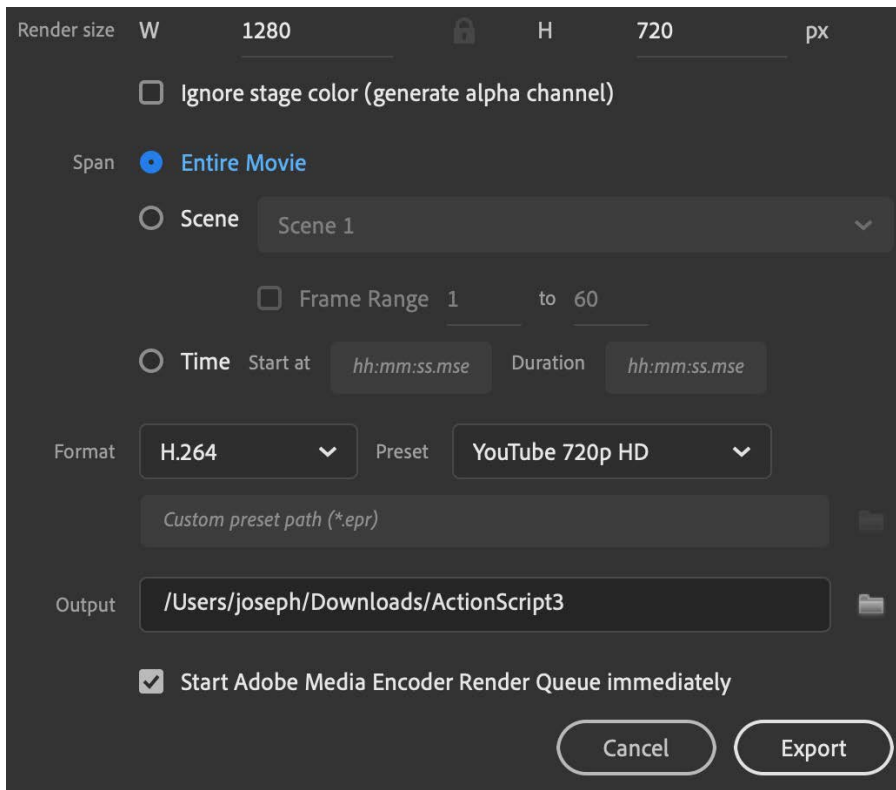 Render size W 1280 H 720 px
Ignore stage color (generate alpha channel)
Span Entire Movie
Scene Scene 1
Frame Range 1 to 60
Time Start at hh:mm:ss.mse Duration hh:mm:ss.mse
Format H.264 Preset YouTube 720p HD
Custom preset path (*.epr)
Output /Users/joseph/Downloads/ActionScript3
Start Adobe Media Encoder Render Queue immediately
Cancel Export